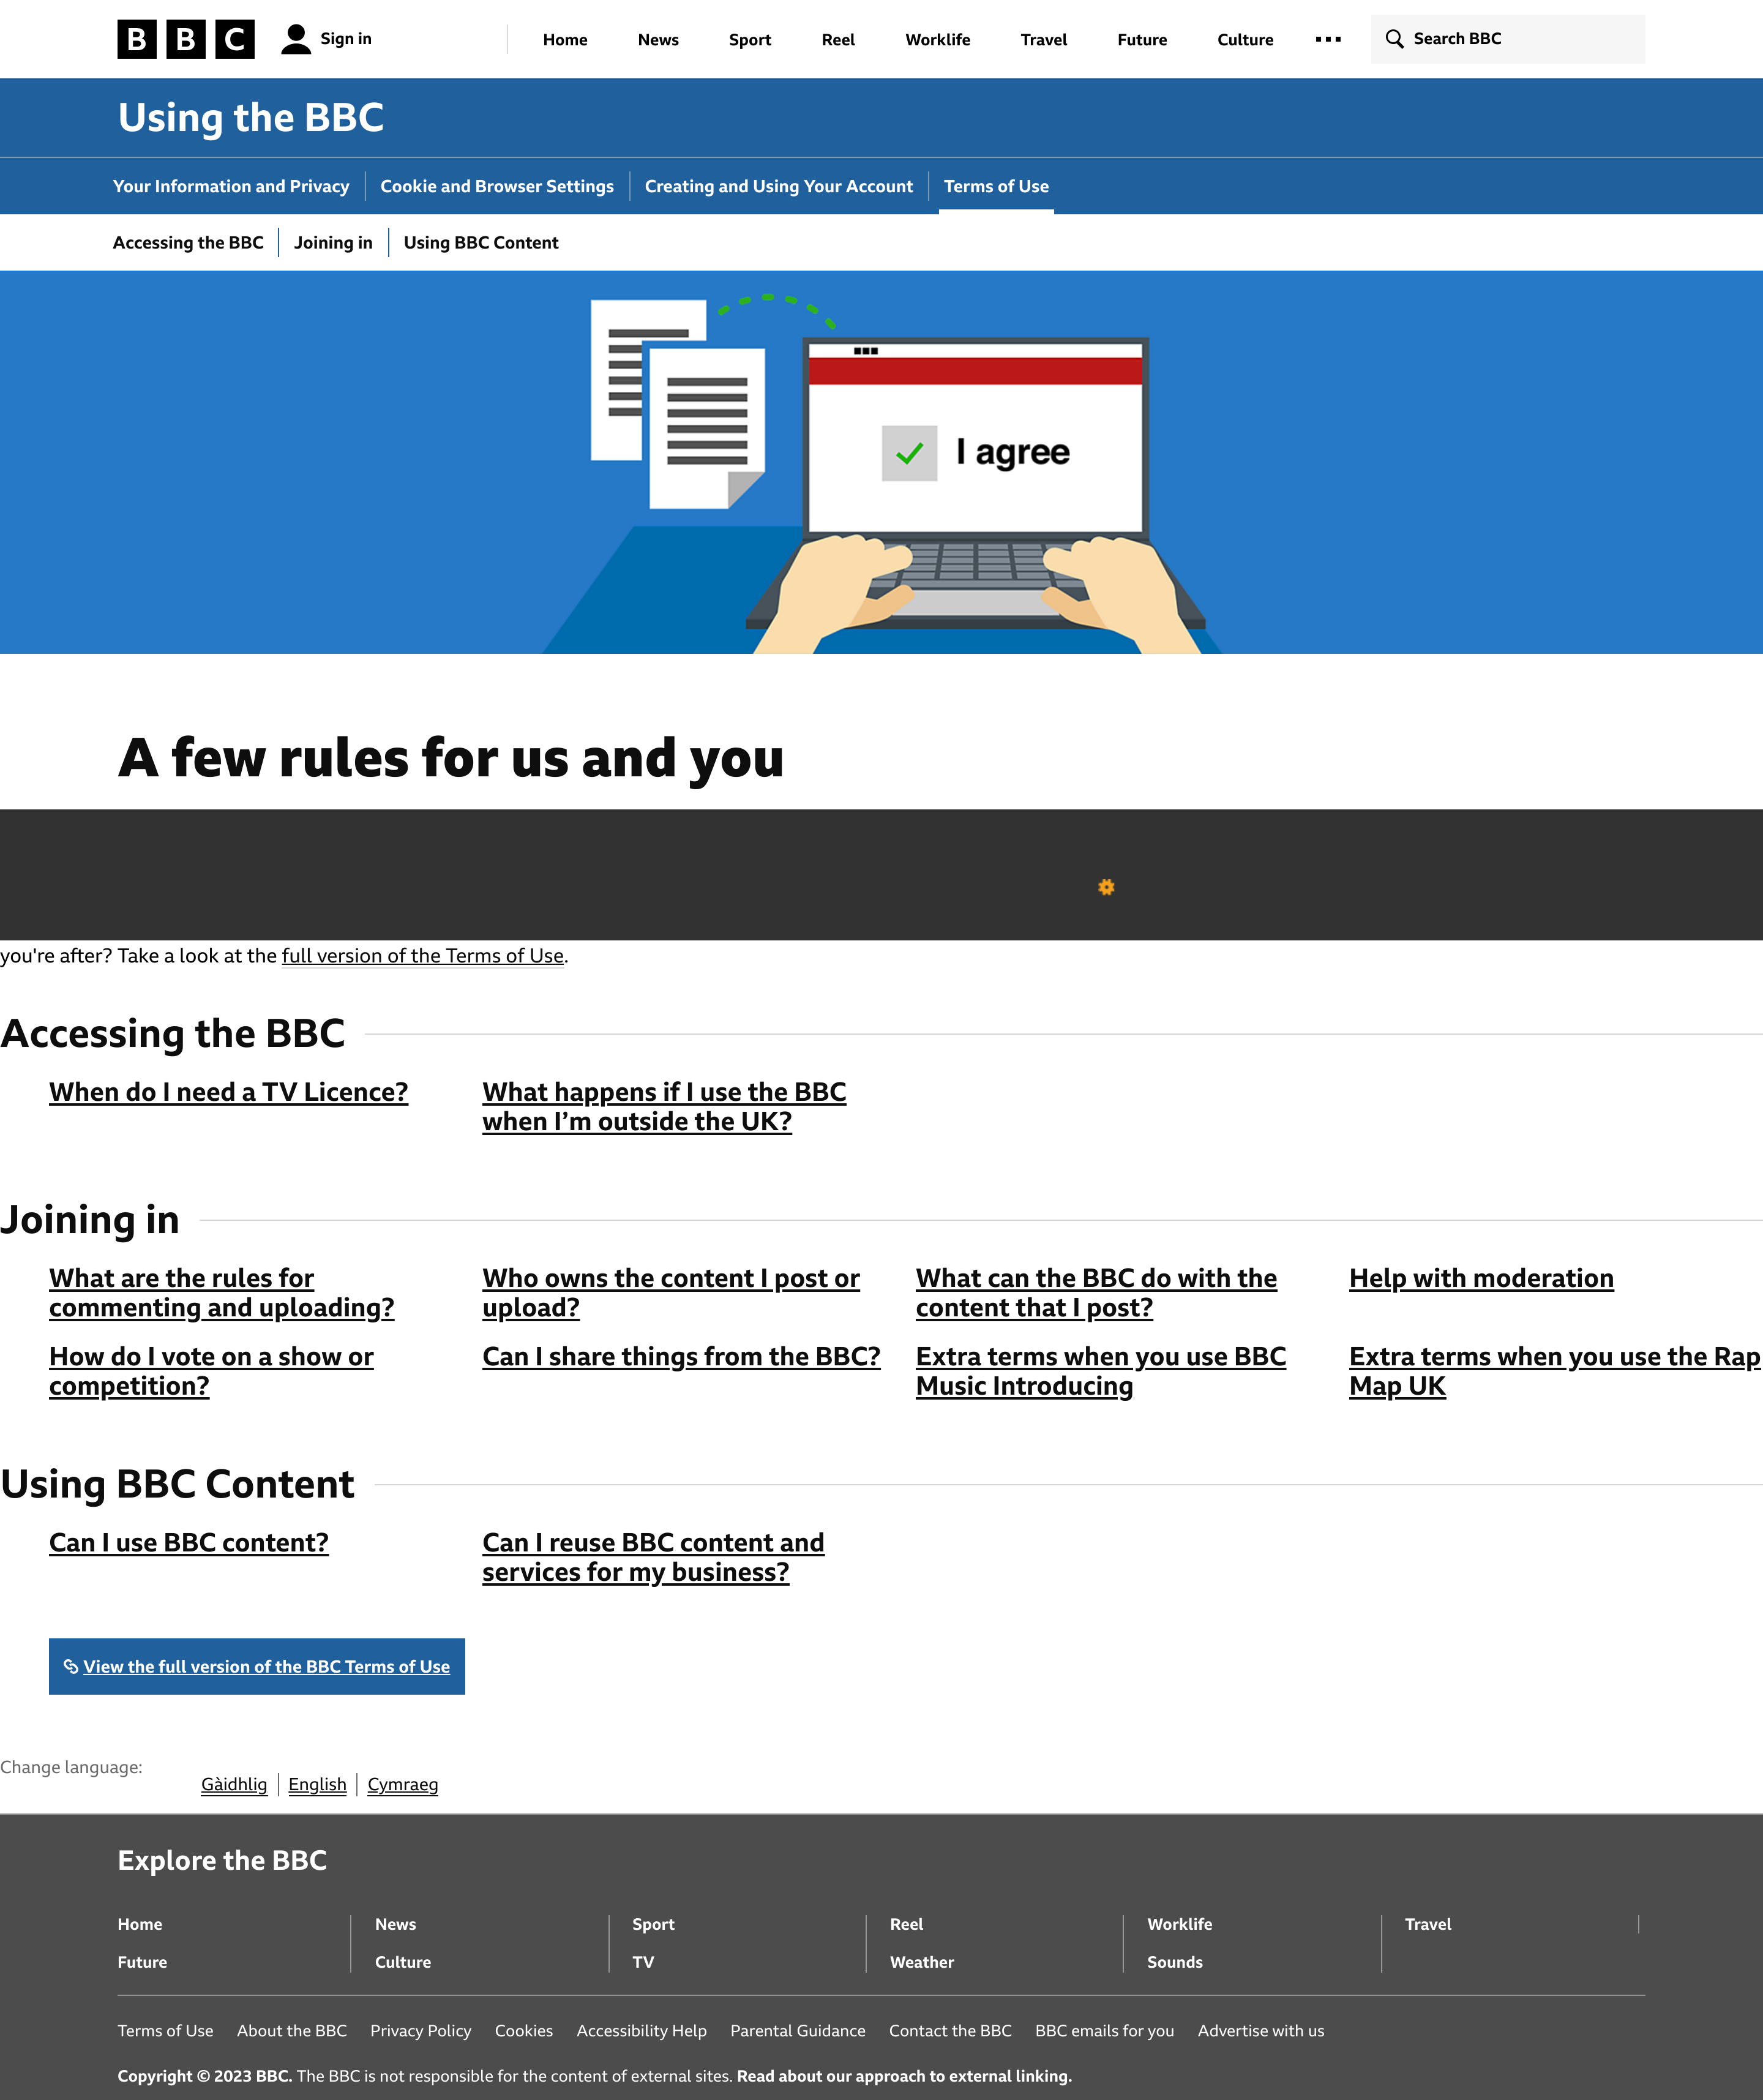 BBC
Sign in
Home
News
Sport
Reel
Worklife
Travel
Future
Culture
Search BBC
Using the BBC
Your Information and Privacy
Cookie and Browser Settings
Creating and Using Your Account
Terms of Use
Accessing the BBC
Joining in
Using BBC Content
I agree
A few rules for us and you
you're after? Take a look at the full version of the Terms of Use.
Accessing the BBC
When do I need a TV Licence?
What happens if I use the BBC
when I’m outside the UK?
Joining in
What are the rules for
commenting and uploading?
Who owns the content I post or
upload?
What can the BBC do with the
content that I post?
Help with moderation
How do I vote on a show or
competition?
Can I share things from the BBC?
Extra terms when you use BBC
Music Introducing
Extra terms when you use the Rap
Map UK
Using BBC Content
Can I use BBC content?
Can I reuse BBC content and
services for my business?
View the full version of the BBC Terms of Use
Change language:
Gàidhlig
English
Cymraeg
Explore the BBC
Home
News
Sport
Reel
Worklife
Travel
Future
Culture
TV
Weather
Sounds
Terms of Use
About the BBC
Privacy Policy
Cookies
Accessibility Help
Parental Guidance
Contact the BBC
BBC emails for you
Advertise with us
Copyright © 2023 BBC. The BBC is not responsible for the content of external sites. Read about our approach to external linking.